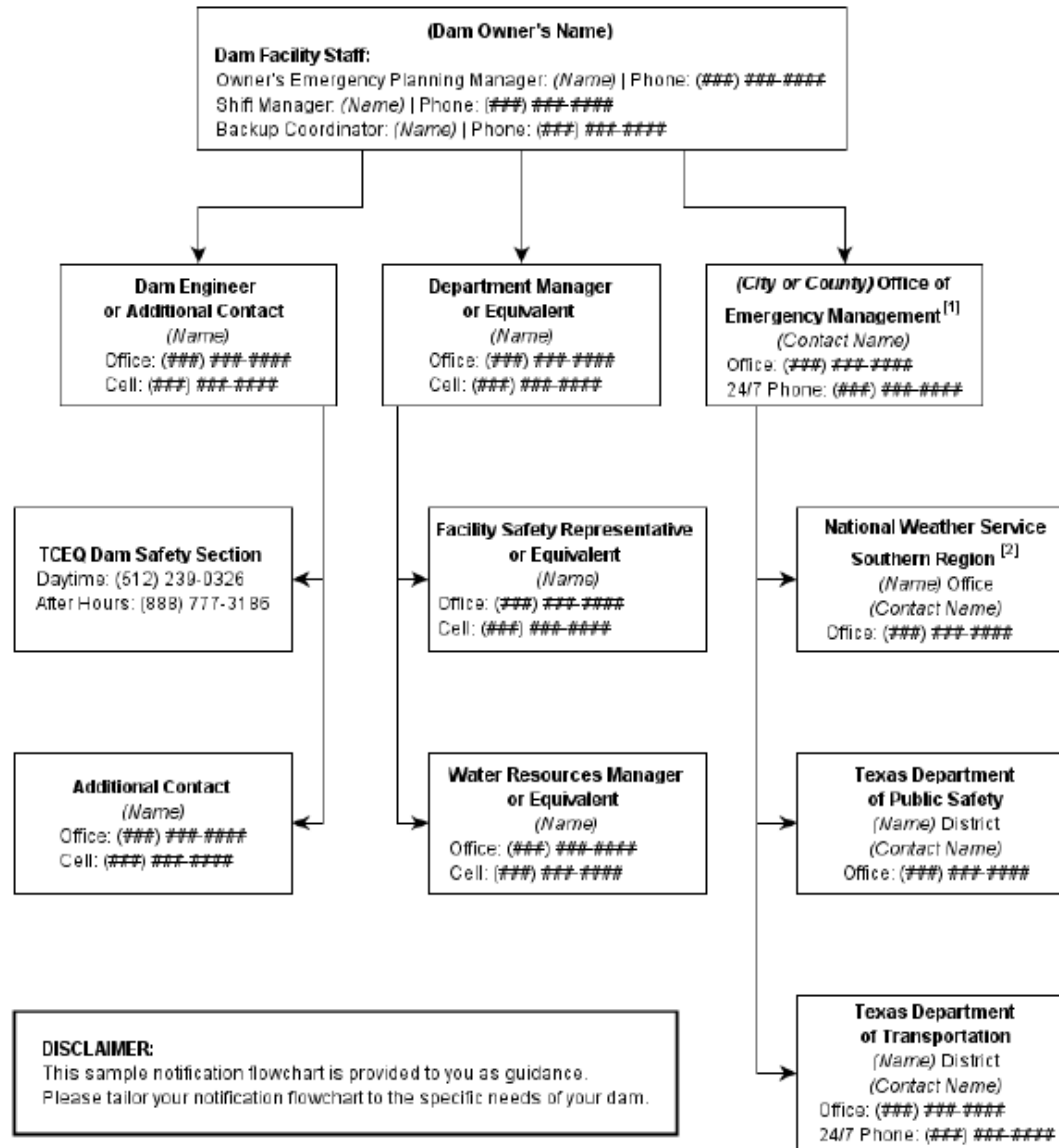 (Dam Owner's Name)
Dam Facility Staff:
Owner's Emergency Planning Manager: (Name) | Phone: (###) ###-####
Shift Manager: (Name) | Phone: (###) ###-####
Backup Coordinator: (Name) | Phone: (###) ###-####
Dam Engineer
or Additional Contact
(Name)
Office: (###) ###-####
Cell: (###) ###-####
Department Manager
or Equivalent
(Name)
Office: (###) ###-####
Cell: (###) ###-####
(City or County) Office of
Emergency Management [1]
(Contact Name)
Office: (###) ###-####
24/7 Phone: (###) ###-####
TCEQ Dam Safety Section
Daytime: (512) 239-0326
After Hours: (888) 777-3186
Facility Safety Representative
or Equivalent
(Name)
Office: (###) ###-####
Cell: (###) ###-####
National Weather Service
Southern Region [2]
(Name) Office
(Contact Name)
Office: (###) ###-####
Additional Contact
(Name)
Office: (###) ###-####
Cell: (###) ###-####
Water Resources Manager
or Equivalent
(Name)
Office: (###) ###-####
Cell: (###) ###-####
Texas Department
of Public Safety
(Name) District
(Contact Name)
Office: (###) ###-####
Texas Department
of Transportation
(Name) District
(Contact Name)
Office: (###) ###-####
24/7 Phone: (###) ###-####
DISCLAIMER:
This sample notification flowchart is provided to you as guidance.
Please tailor your notification flowchart to the specific needs of your dam.